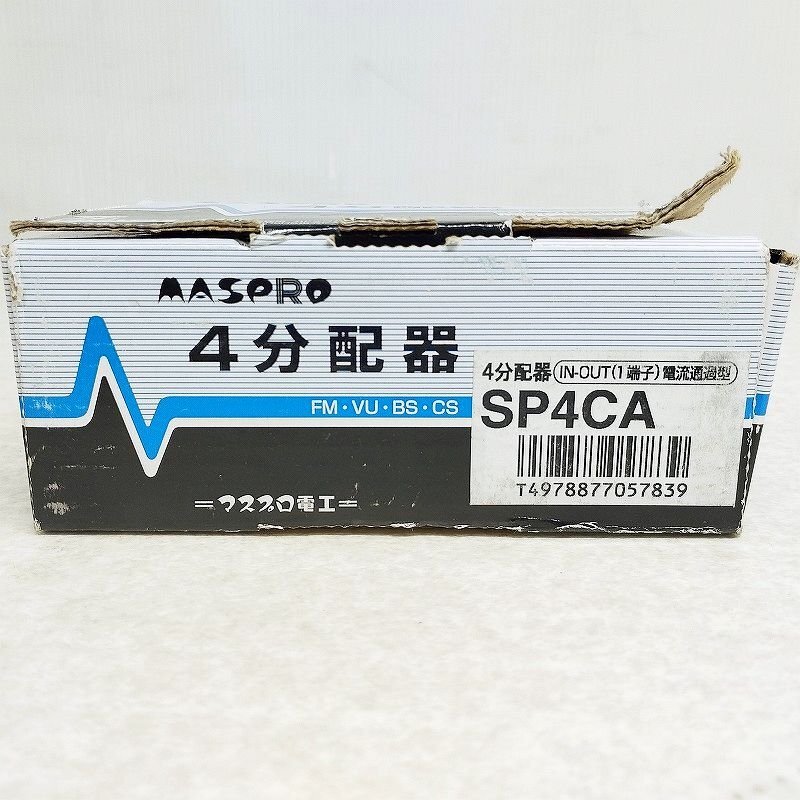 MASPRO
4分配器
FM・VU・BS・CS
マスプロ電工
4分配器 (IN-OUT(1端子)電流通過型)
SP4CA
T4978877057839